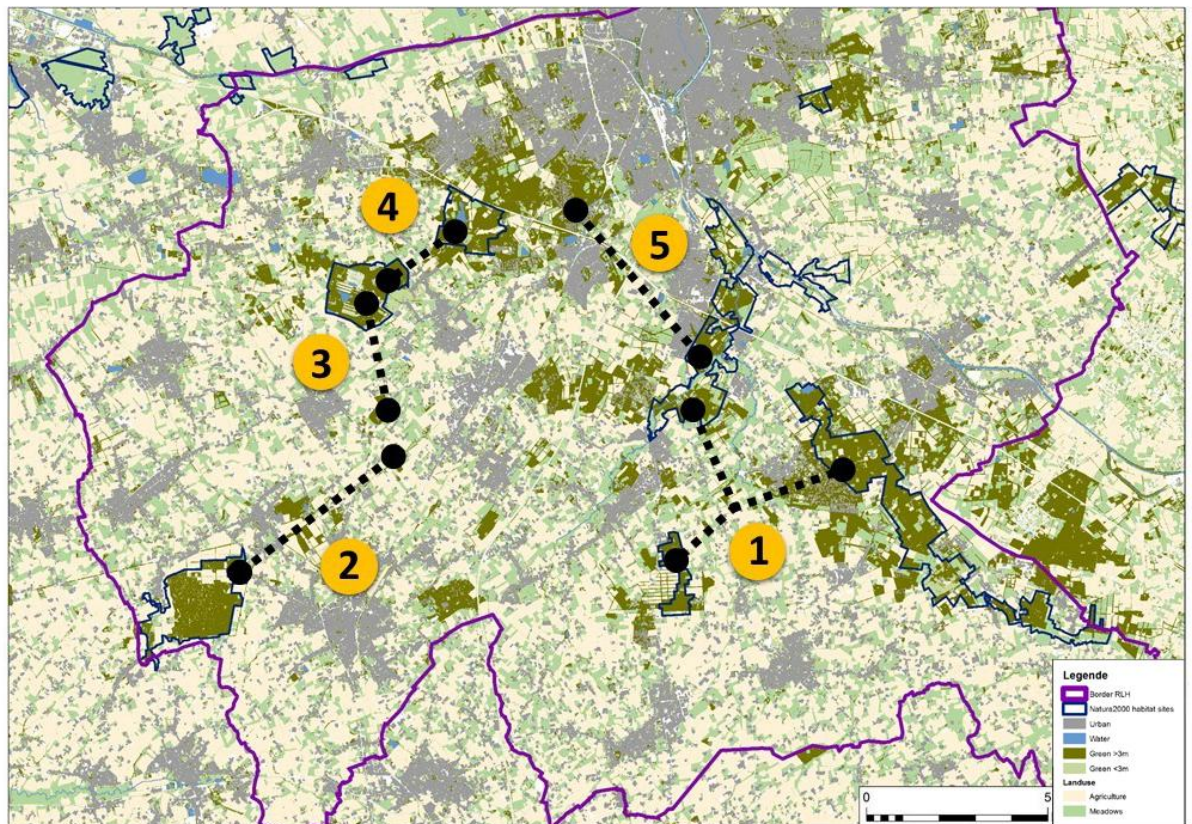 4
5
3
2
1
Legende
Border RLH
Natura2000 habitat sites
Urban
Water
Green >3m
Green <3m
Landuse
Agriculture
Meadows
0 5